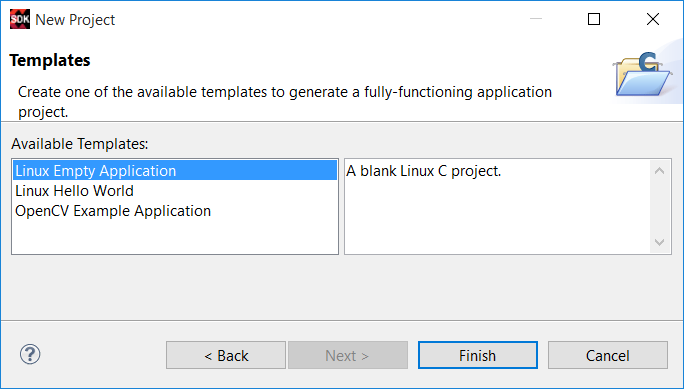 SDK New Project
Templates
Create one of the available templates to generate a fully-functioning application
project.
C
Available Templates:
Linux Empty Application
Linux Hello World
OpenCV Example Application
A blank Linux C project.
?
< Back
Next >
Finish
Cancel